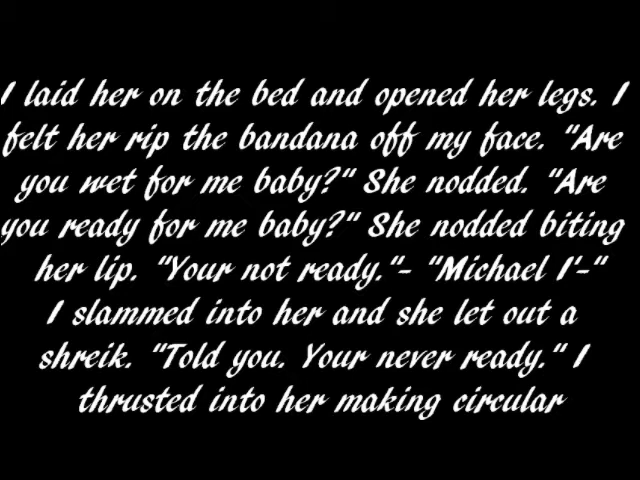 I laid her on the bed and opened her legs. I
felt her rip the bandana off my face. "Are
you wet for me baby?" She nodded. "Are
you ready for me baby?" She nodded biting
her lip. "Your not ready."- "Michael I'-"
I slammed into her and she let out a
shreik. "Told you. Your never ready." I
thrusted into her making circular